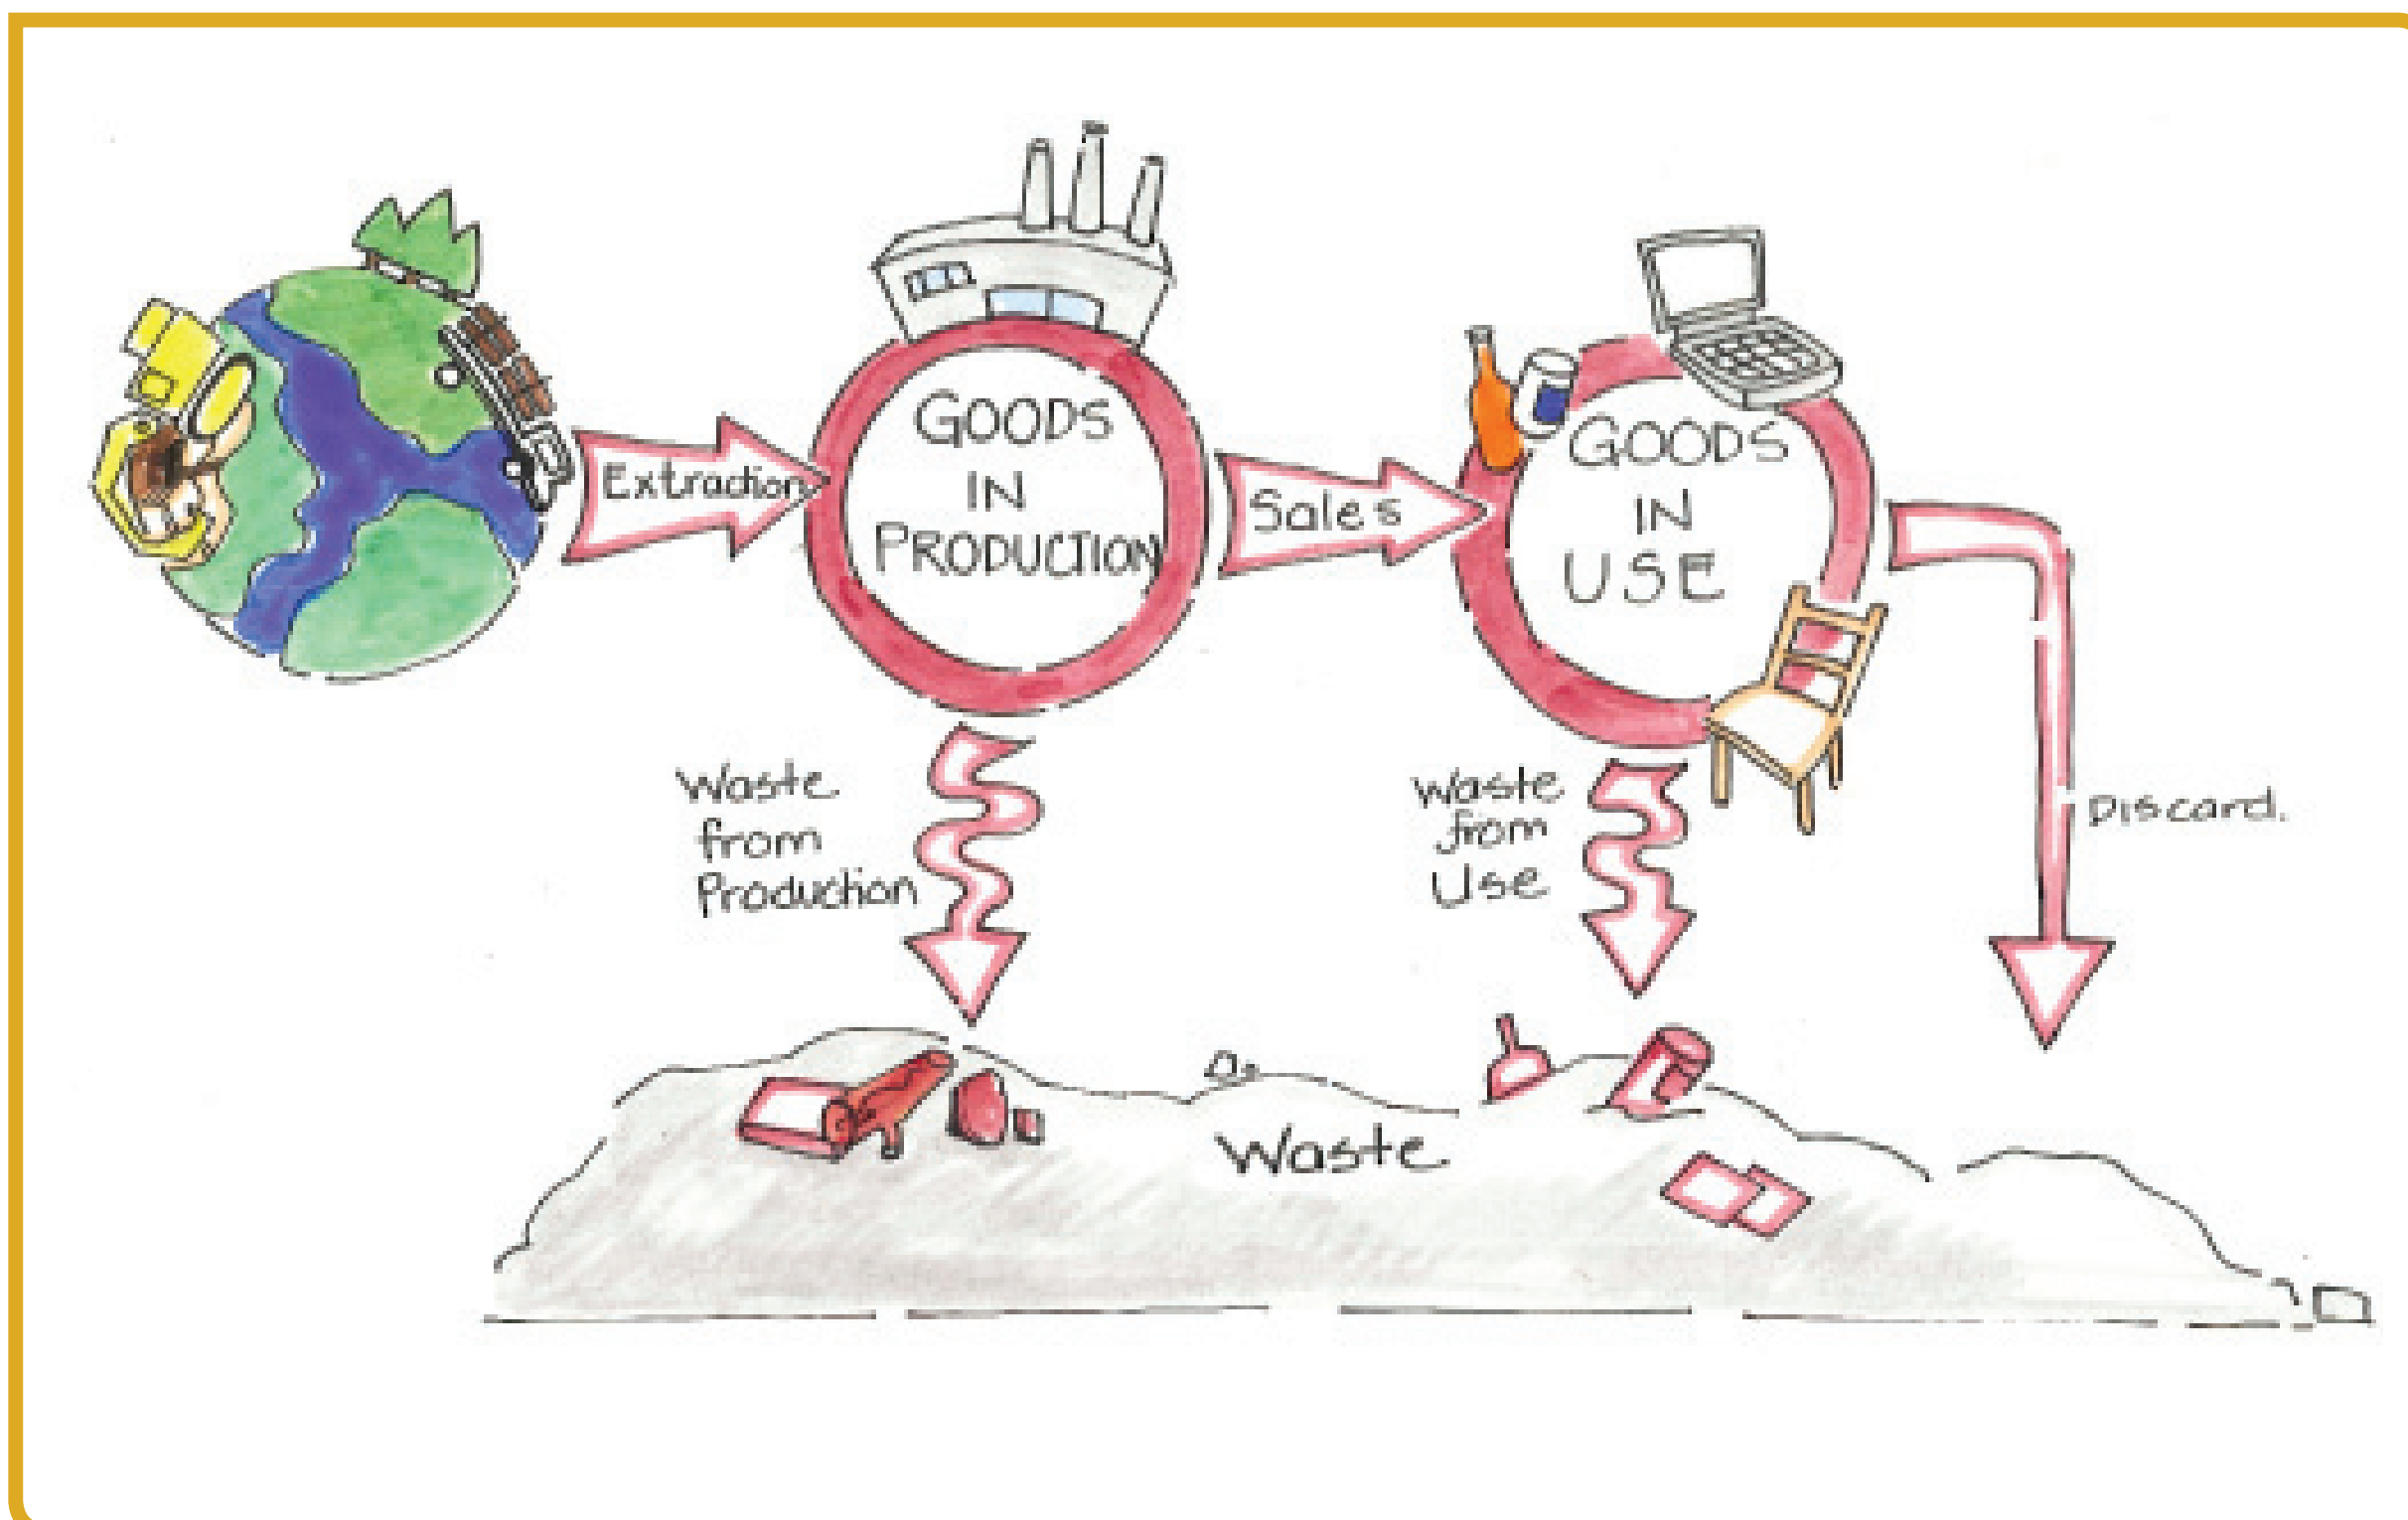 Extraction
GOODS
IN
PRODUCTION
Sales
GOODS
IN
USE
Waste
from
Production
Waste
from
Use
Discard.
Waste